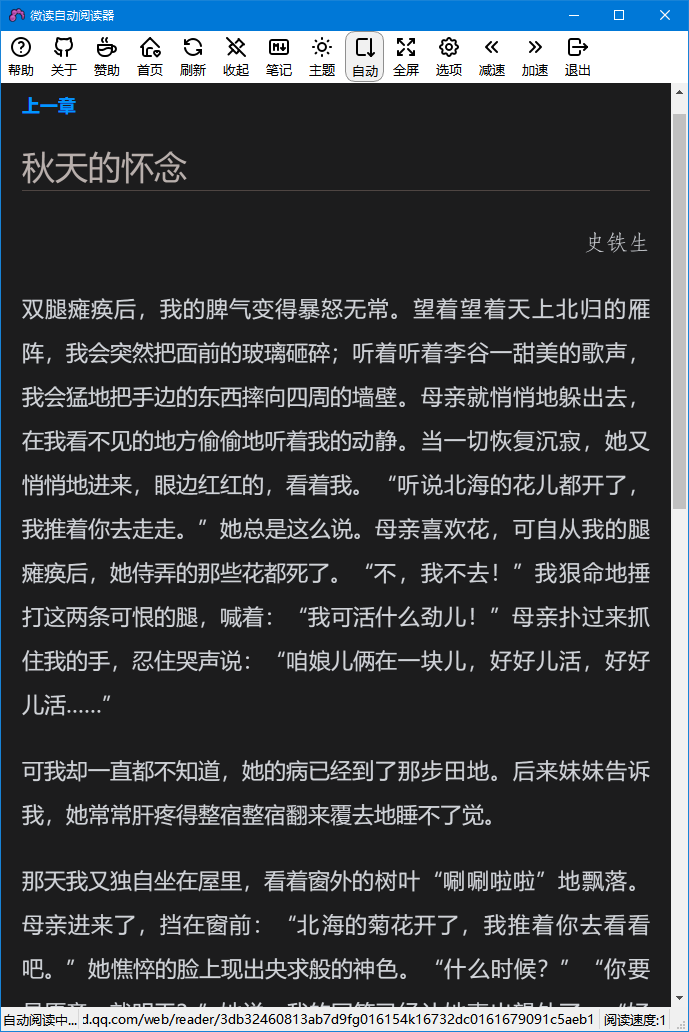 微读自动阅读器
帮助 关于 赞助 首页 刷新 收起 笔记 主题 自动 全屏 选项 减速 加速 退出
上一章
秋天的怀念
史铁生
双腿瘫痪后，我的脾气变得暴怒无常。望着望着天上北归的雁
阵，我会突然把面前的玻璃砸碎；听着听着李谷一甜美的歌声，
我会猛地把手边的东西摔向四周的墙壁。母亲就悄悄地躲出去，
在我看不见的地方偷偷地听着我的动静。当一切恢复沉寂，她又
悄悄地进来，眼边红红的，看着我。“听说北海的花儿都开了，
我推着你去走走。”她总是这么说。母亲喜欢花，可自从我的腿
瘫痪后，她侍弄的那些花都死了。“不，我不去！”我狠命地捶
打这两条可恨的腿，喊着：“我可活什么劲儿！”母亲扑过来抓
住我的手，忍住哭声说：“咱娘儿俩在一块儿，好好儿活，好好
儿活……”
可我却一直都不知道，她的病已经到了那步田地。后来妹妹告诉
我，她常常肝疼得整宿整宿翻来覆去地睡不了觉。
那天我又独自坐在屋里，看着窗外的树叶“唰唰啦啦”地飘落。
母亲进来了，挡在窗前：“北海的菊花开了，我推着你去看看
吧。”她憔悴的脸上现出央求般的神色。“什么时候？”“你要
自动阅读中... d.qq.com/web/reader/3db32460813ab7d9fg016154k16732dc0161679091c5aeb1 阅读速度:1